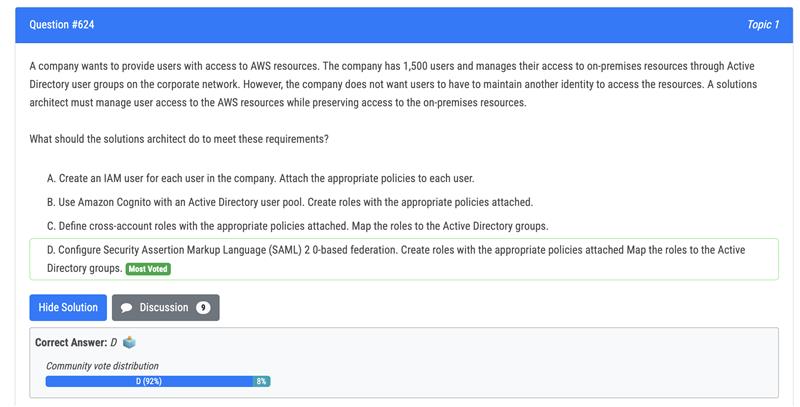 Question #624
Topic 1
A company wants to provide users with access to AWS resources. The company has 1,500 users and manages their access to on-premises resources through Active
Directory user groups on the corporate network. However, the company does not want users to have to maintain another identity to access the resources. A solutions
architect must manage user access to the AWS resources while preserving access to the on-premises resources.
What should the solutions architect do to meet these requirements?
A. Create an IAM user for each user in the company. Attach the appropriate policies to each user.
B. Use Amazon Cognito with an Active Directory user pool. Create roles with the appropriate policies attached.
C. Define cross-account roles with the appropriate policies attached. Map the roles to the Active Directory groups.
D. Configure Security Assertion Markup Language (SAML) 2 0-based federation. Create roles with the appropriate policies attached Map the roles to the Active
Directory groups. Most Voted
Hide Solution
Discussion 9
Correct Answer: D
Community vote distribution
D (92%) 8%